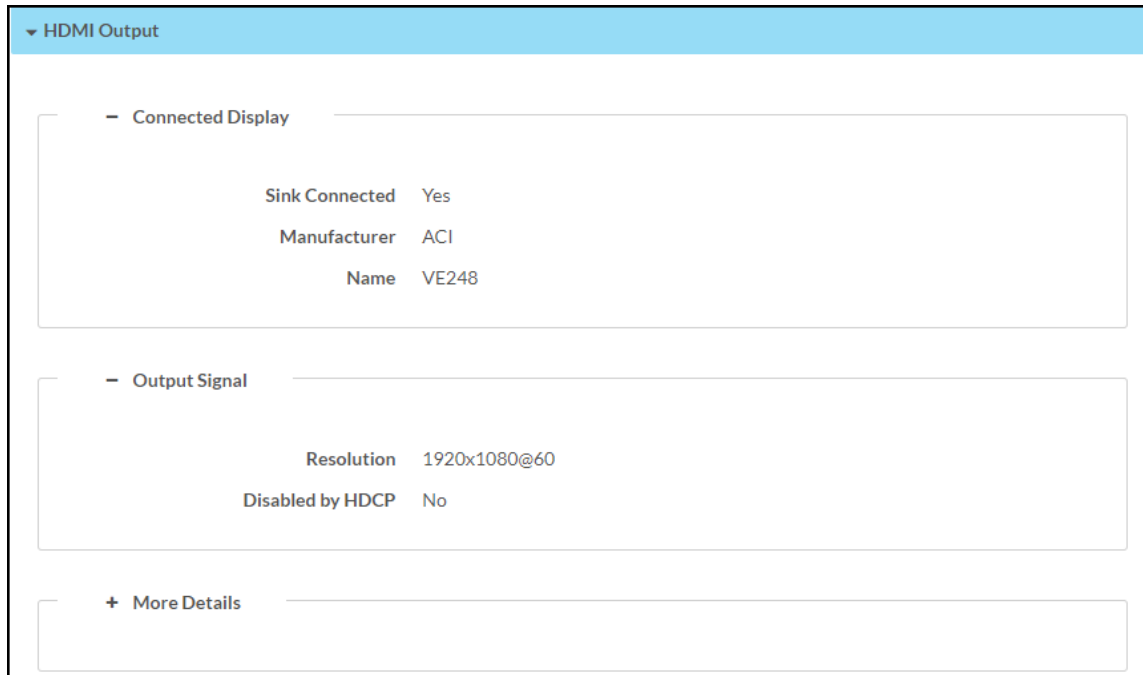 HDMI Output
Connected Display
Sink Connected Yes
Manufacturer ACI
Name VE248
Output Signal
Resolution 1920x1080@60
Disabled by HDCP No
More Details